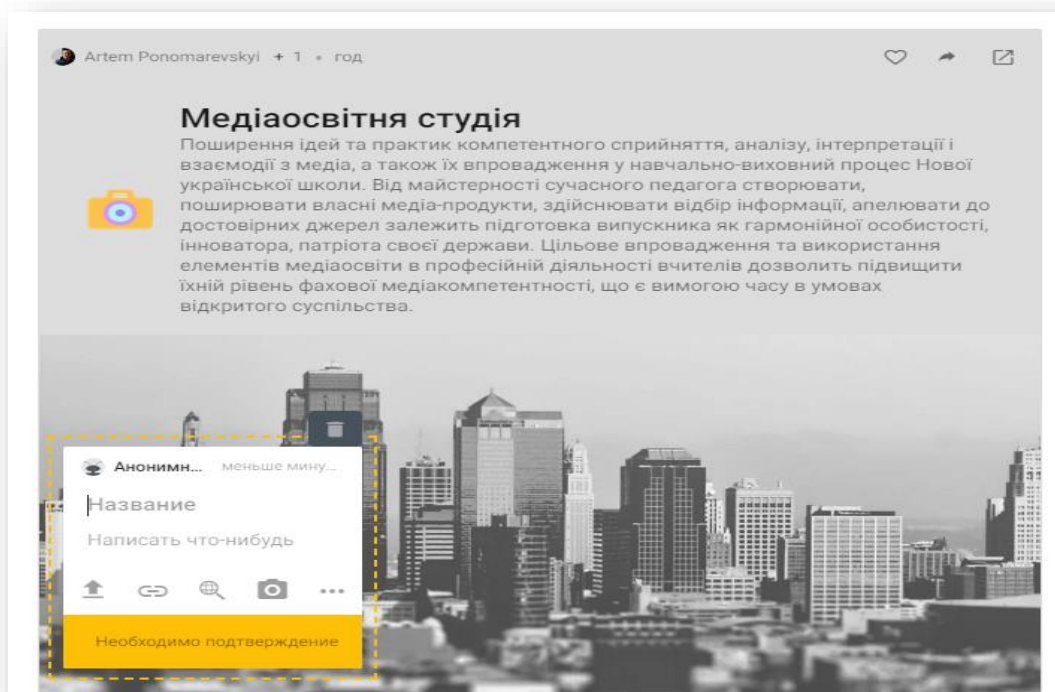 Artem Ponomarevskyi + 1 • год
Медіаосвітня студія
Поширення ідей та практик компетентного сприйняття, аналізу, інтерпретації і
взаємодії з медіа, а також їх впровадження у навчально-виховний процес Нової
української школи. Від майстерності сучасного педагога створювати,
поширювати власні медіа-продукти, здійснювати відбір інформації, апелювати до
достовірних джерел залежить підготовка випускника як гармонійної особистості,
інноватора, патріота своєї держави. Цільове впровадження та використання
елементів медіаосвіти в професійній діяльності вчителів дозволить підвищити
їхній рівень фахової медіакомпетентності, що є вимогою часу в умовах
відкритого суспільства.
Анонимн... меньше мину...
Название
Написать что-нибудь
Необходимо подтверждение